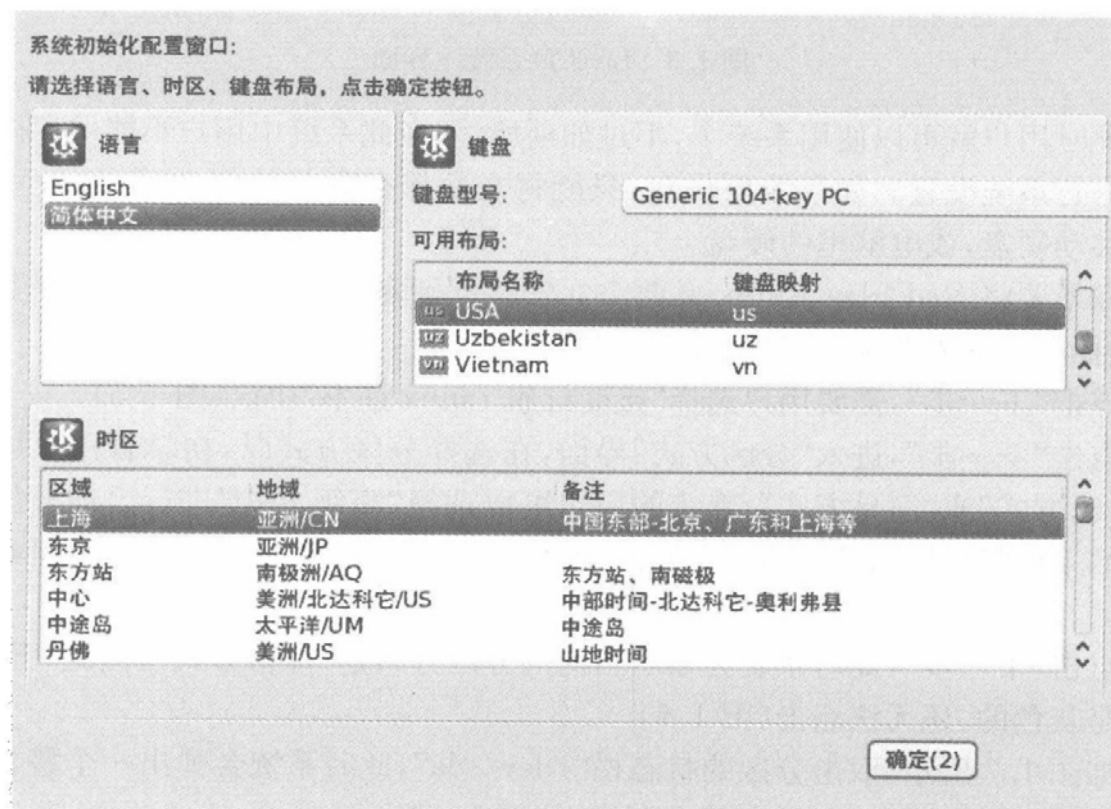 系统初始化配置窗口:
请选择语言、时区、键盘布局，点击确定按钮。
语言
English
简体中文
键盘
键盘型号: Generic 104-key PC
可用布局:
布局名称 键盘映射
us USA us
uz Uzbekistan uz
vn Vietnam vn
时区
区域 地域 备注
上海 亚洲/CN 中国东部-北京、广东和上海等
东京 亚洲/JP
东方站 南极洲/AQ 东方站、南磁极
中心 美洲/北达科它/US 中部时间-北达科它-奥利弗县
中途岛 太平洋/UM 中途岛
丹佛 美洲/US 山地时间
确定(2)